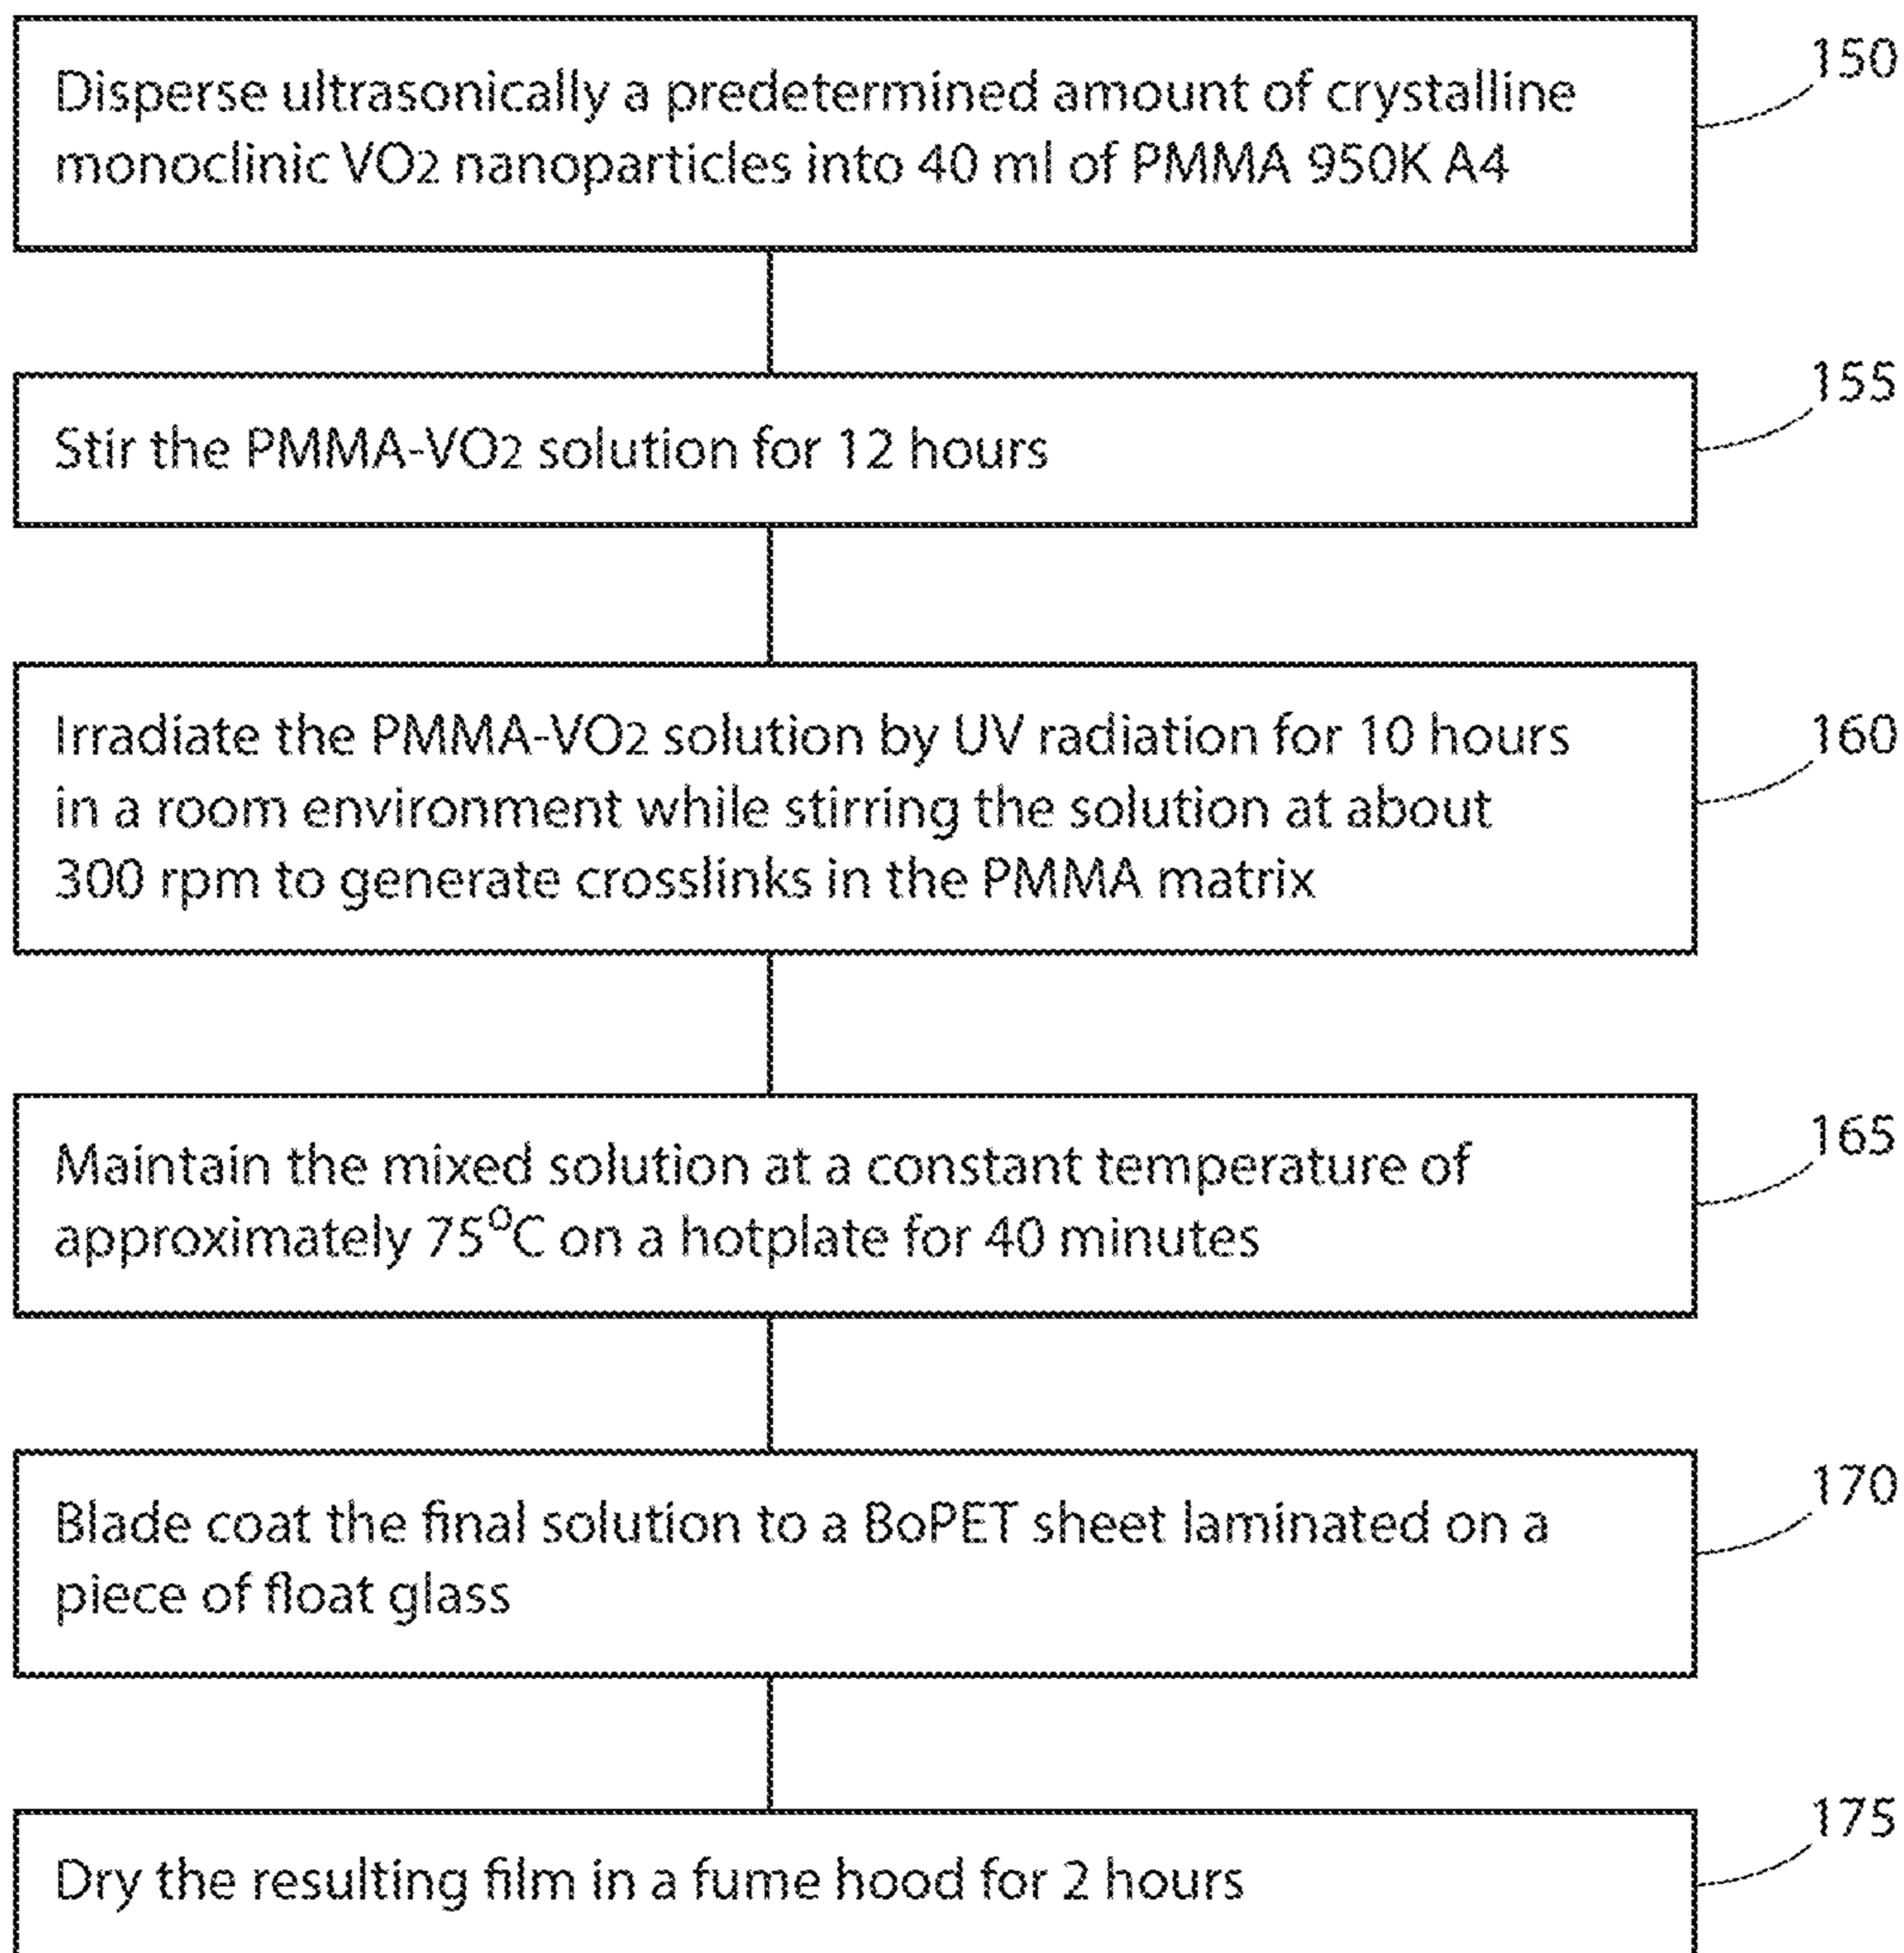 150
Disperse ultrasonically a predetermined amount of crystalline
monoclinic VO2 nanoparticles into 40 ml of PMMA 950K A4
155
Stir the PMMA-VO2 solution for 12 hours
160
Irradiate the PMMA-VO2 solution by UV radiation for 10 hours
in a room environment while stirring the solution at about
300 rpm to generate crosslinks in the PMMA matrix
165
Maintain the mixed solution at a constant temperature of
approximately 75°C on a hotplate for 40 minutes
170
Blade coat the final solution to a BoPET sheet laminated on a
piece of float glass
175
Dry the resulting film in a fume hood for 2 hours